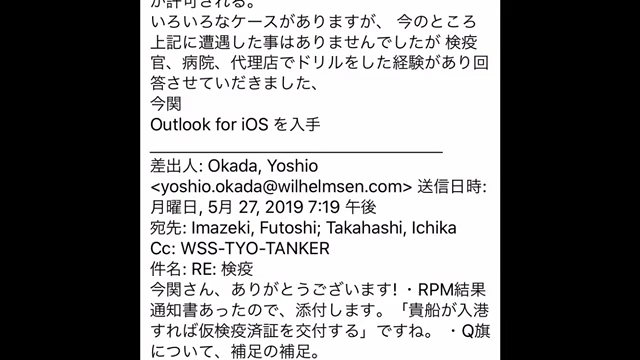 が許可される。
いろいろなケースがありますが、 今のところ
上記に遭遇した事はありませんでしたが 検疫
官、病院、代理店でドリルをした経験があり回
答させていだきました、
今関
Outlook for iOS を入手
差出人: Okada, Yoshio
<yoshio.okada@wilhelmsen.com> 送信日時:
月曜日, 5月 27, 2019 7:19 午後
宛先: Imazeki, Futoshi; Takahashi, Ichika
Cc: WSS-TYO-TANKER
件名: RE: 検疫
今関さん、ありがとうございます! ・RPM結果
通知書あったので、添付します。「貴船が入港
すれば仮検疫済証を交付する」ですね。 ・Q旗
について、補足の補足。